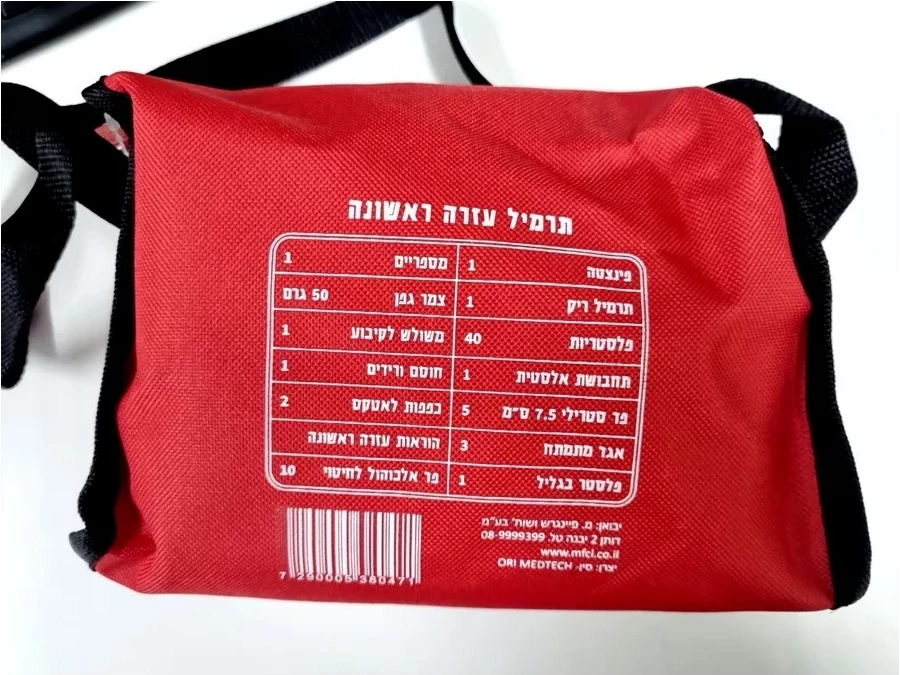 תרמיל עזרה ראשונה
פינצטה 1 מספריים 1
תרמיל ריק 1 צמר גפן 50 גרם
פלסטריות 40 משולש לקיבוע 1
תחבושת אלסטית 1 חוסם ורידים 1
פד סטרילי 7.5 ס"מ 5 כפפות לאטקס 2
אגד מתמתח 3 הוראות עזרה ראשונה
פלסטר בגליל 1 פד אלכוהול לחיטוי 10
יבואן: מ. פיינגרש ושות' בע"מ
דותן 2 יבנה טל. 08-9999399
www.mfci.co.il
יצרן: סין- ORI MEDTECH
7 290005 380471